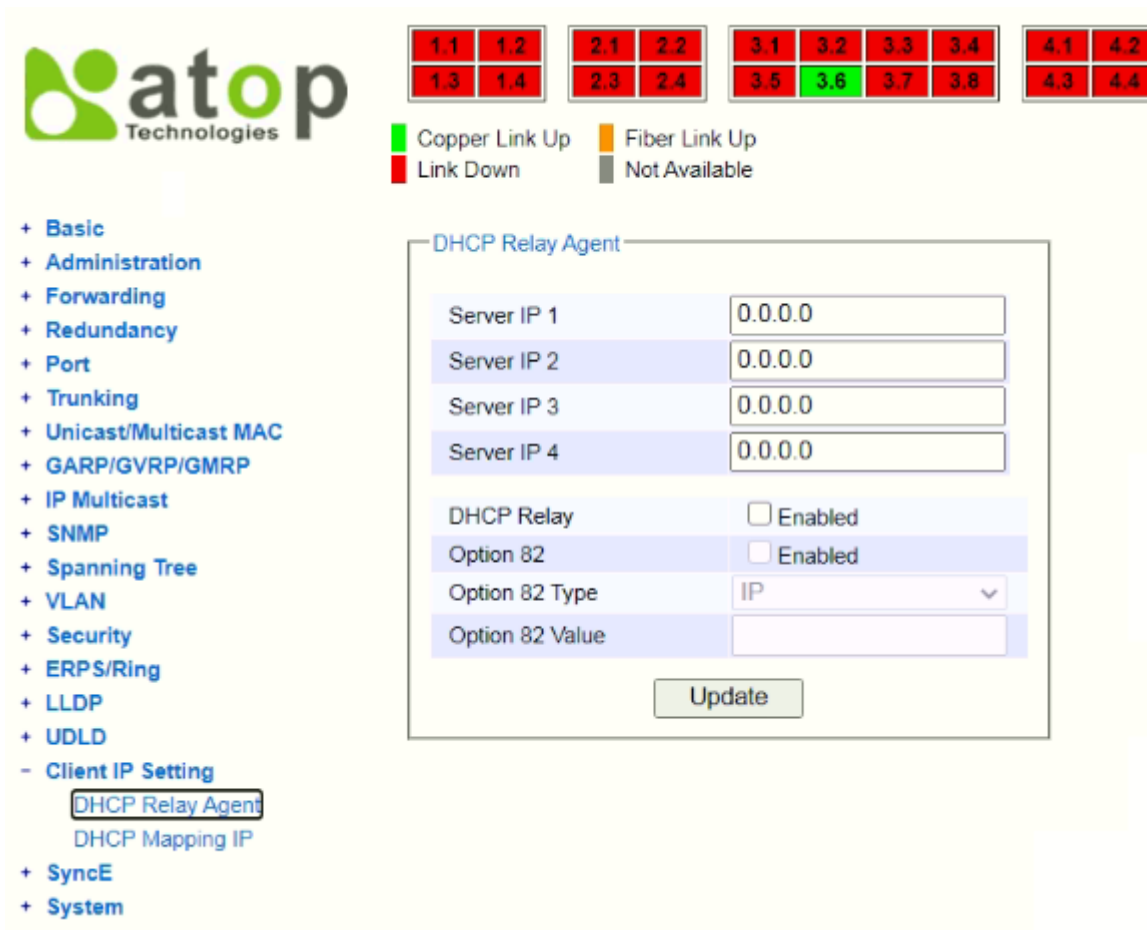 atop
Technologies
1.1 1.2 2.1 2.2 3.1 3.2 3.3 3.4 4.1 4.2
1.3 1.4 2.3 2.4 3.5 3.6 3.7 3.8 4.3 4.4
Copper Link Up Fiber Link Up
Link Down Not Available
+ Basic
+ Administration
+ Forwarding
+ Redundancy
+ Port
+ Trunking
+ Unicast/Multicast MAC
+ GARP/GVRP/GMRP
+ IP Multicast
+ SNMP
+ Spanning Tree
+ VLAN
+ Security
+ ERPS/Ring
+ LLDP
+ UDLD
- Client IP Setting
DHCP Relay Agent
DHCP Mapping IP
+ SyncE
+ System
DHCP Relay Agent
Server IP 1 0.0.0.0
Server IP 2 0.0.0.0
Server IP 3 0.0.0.0
Server IP 4 0.0.0.0
DHCP Relay Enabled
Option 82 Enabled
Option 82 Type IP
Option 82 Value
Update